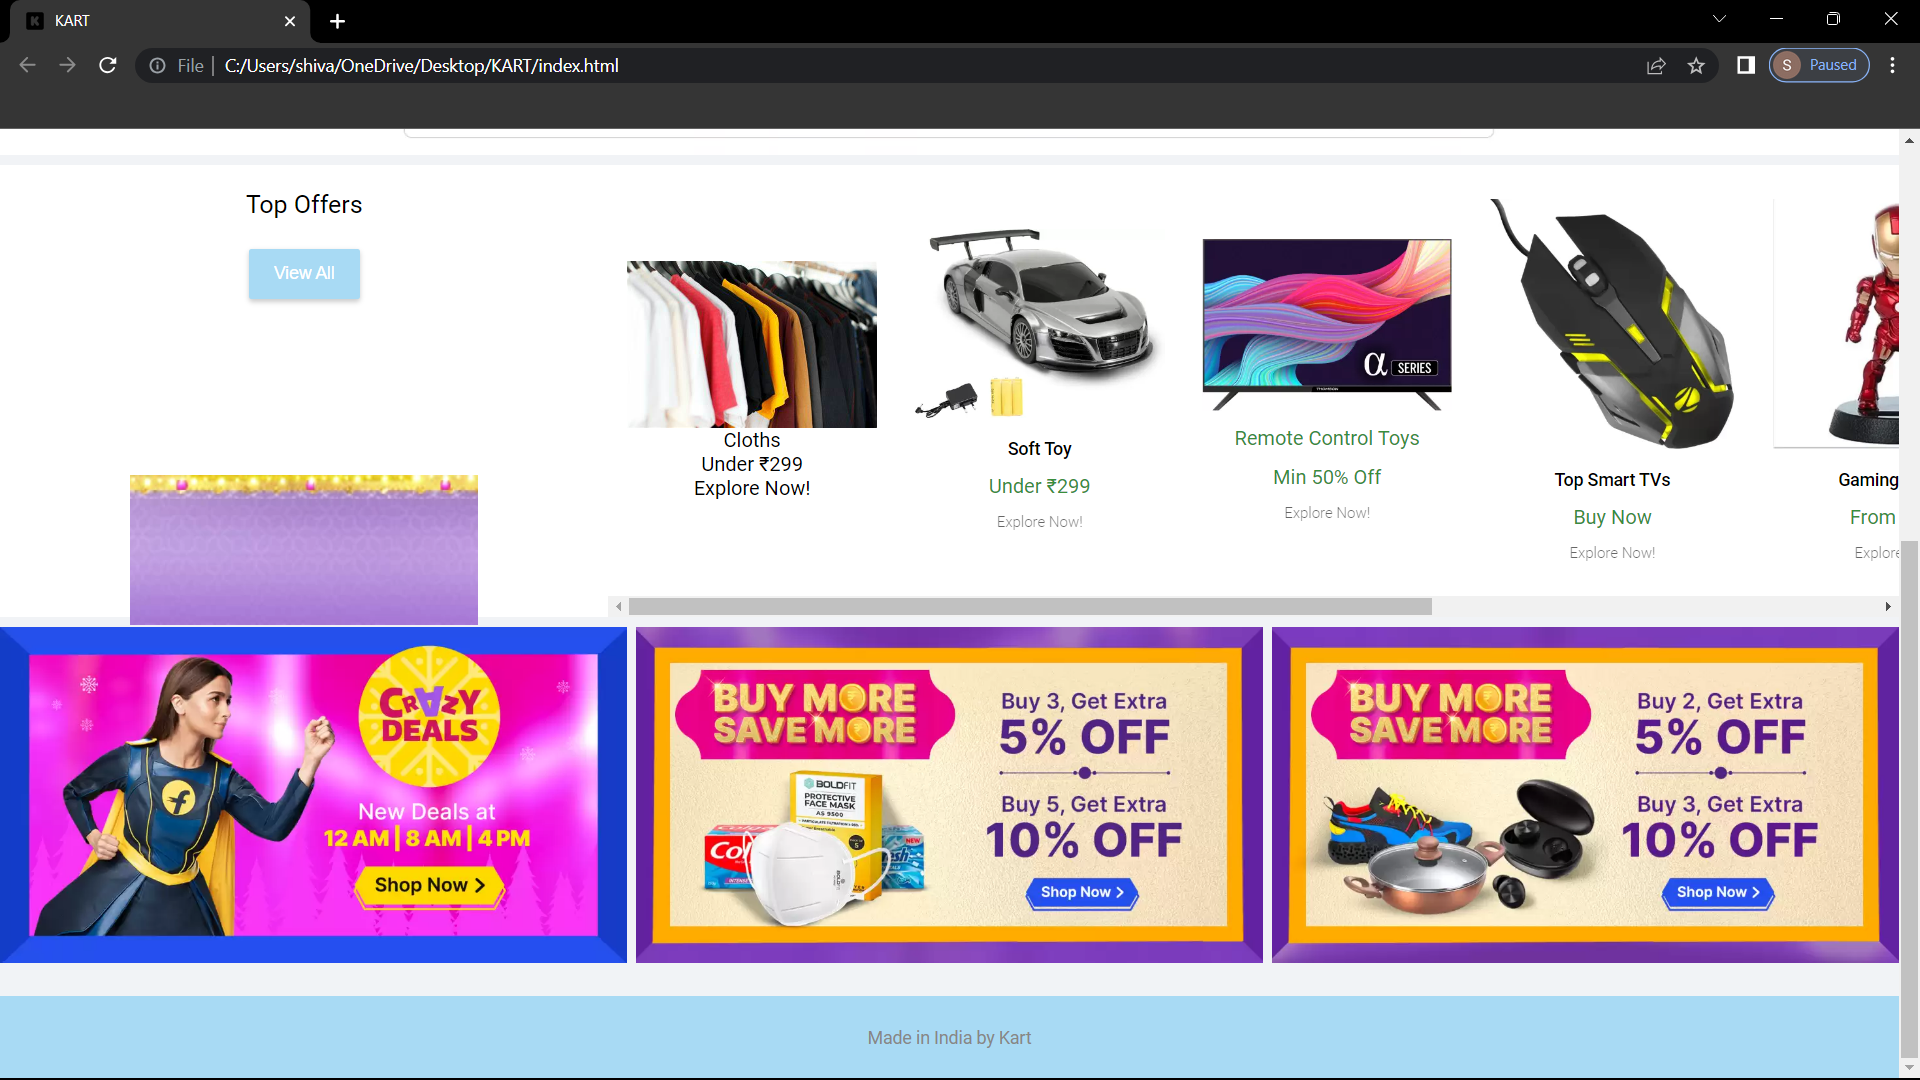 KART
File
C:/Users/shiva/OneDrive/Desktop/KART/index.html
S
Paused
Top Offers
View All
Cloths
Under ₹299
Explore Now!
Soft Toy
Under ₹299
Explore Now!
α SERIES
Remote Control Toys
Min 50% Off
Explore Now!
Top Smart TVs
Buy Now
Explore Now!
Gaming
From
Explore
CRAZY
DEALS
New Deals at
12 AM | 8 AM | 4 PM
Shop Now >
BUY MORE
SAVE MORE
BOLDFIT
PROTECTIVE
FACE MASK
AS 9500
NEW
Buy 3, Get Extra
5% OFF
Buy 5, Get Extra
10% OFF
Shop Now >
BUY MORE
SAVE MORE
Buy 2, Get Extra
5% OFF
Buy 3, Get Extra
10% OFF
Shop Now >
Made in India by Kart